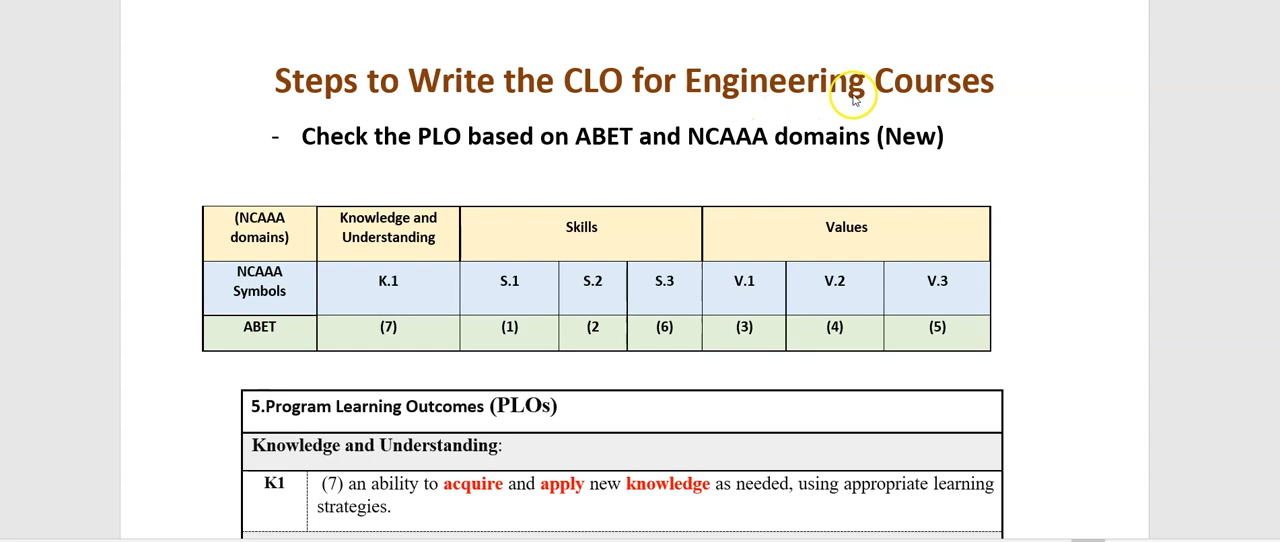 Steps to Write the CLO for Engineering Courses
- Check the PLO based on ABET and NCAAA domains (New)
(NCAAA domains) Knowledge and Understanding Skills Values
NCAAA Symbols K.1 S.1 S.2 S.3 V.1 V.2 V.3
ABET (7) (1) (2 (6) (3) (4) (5)
5.Program Learning Outcomes (PLOs)
Knowledge and Understanding:
K1 (7) an ability to acquire and apply new knowledge as needed, using appropriate learning
strategies.